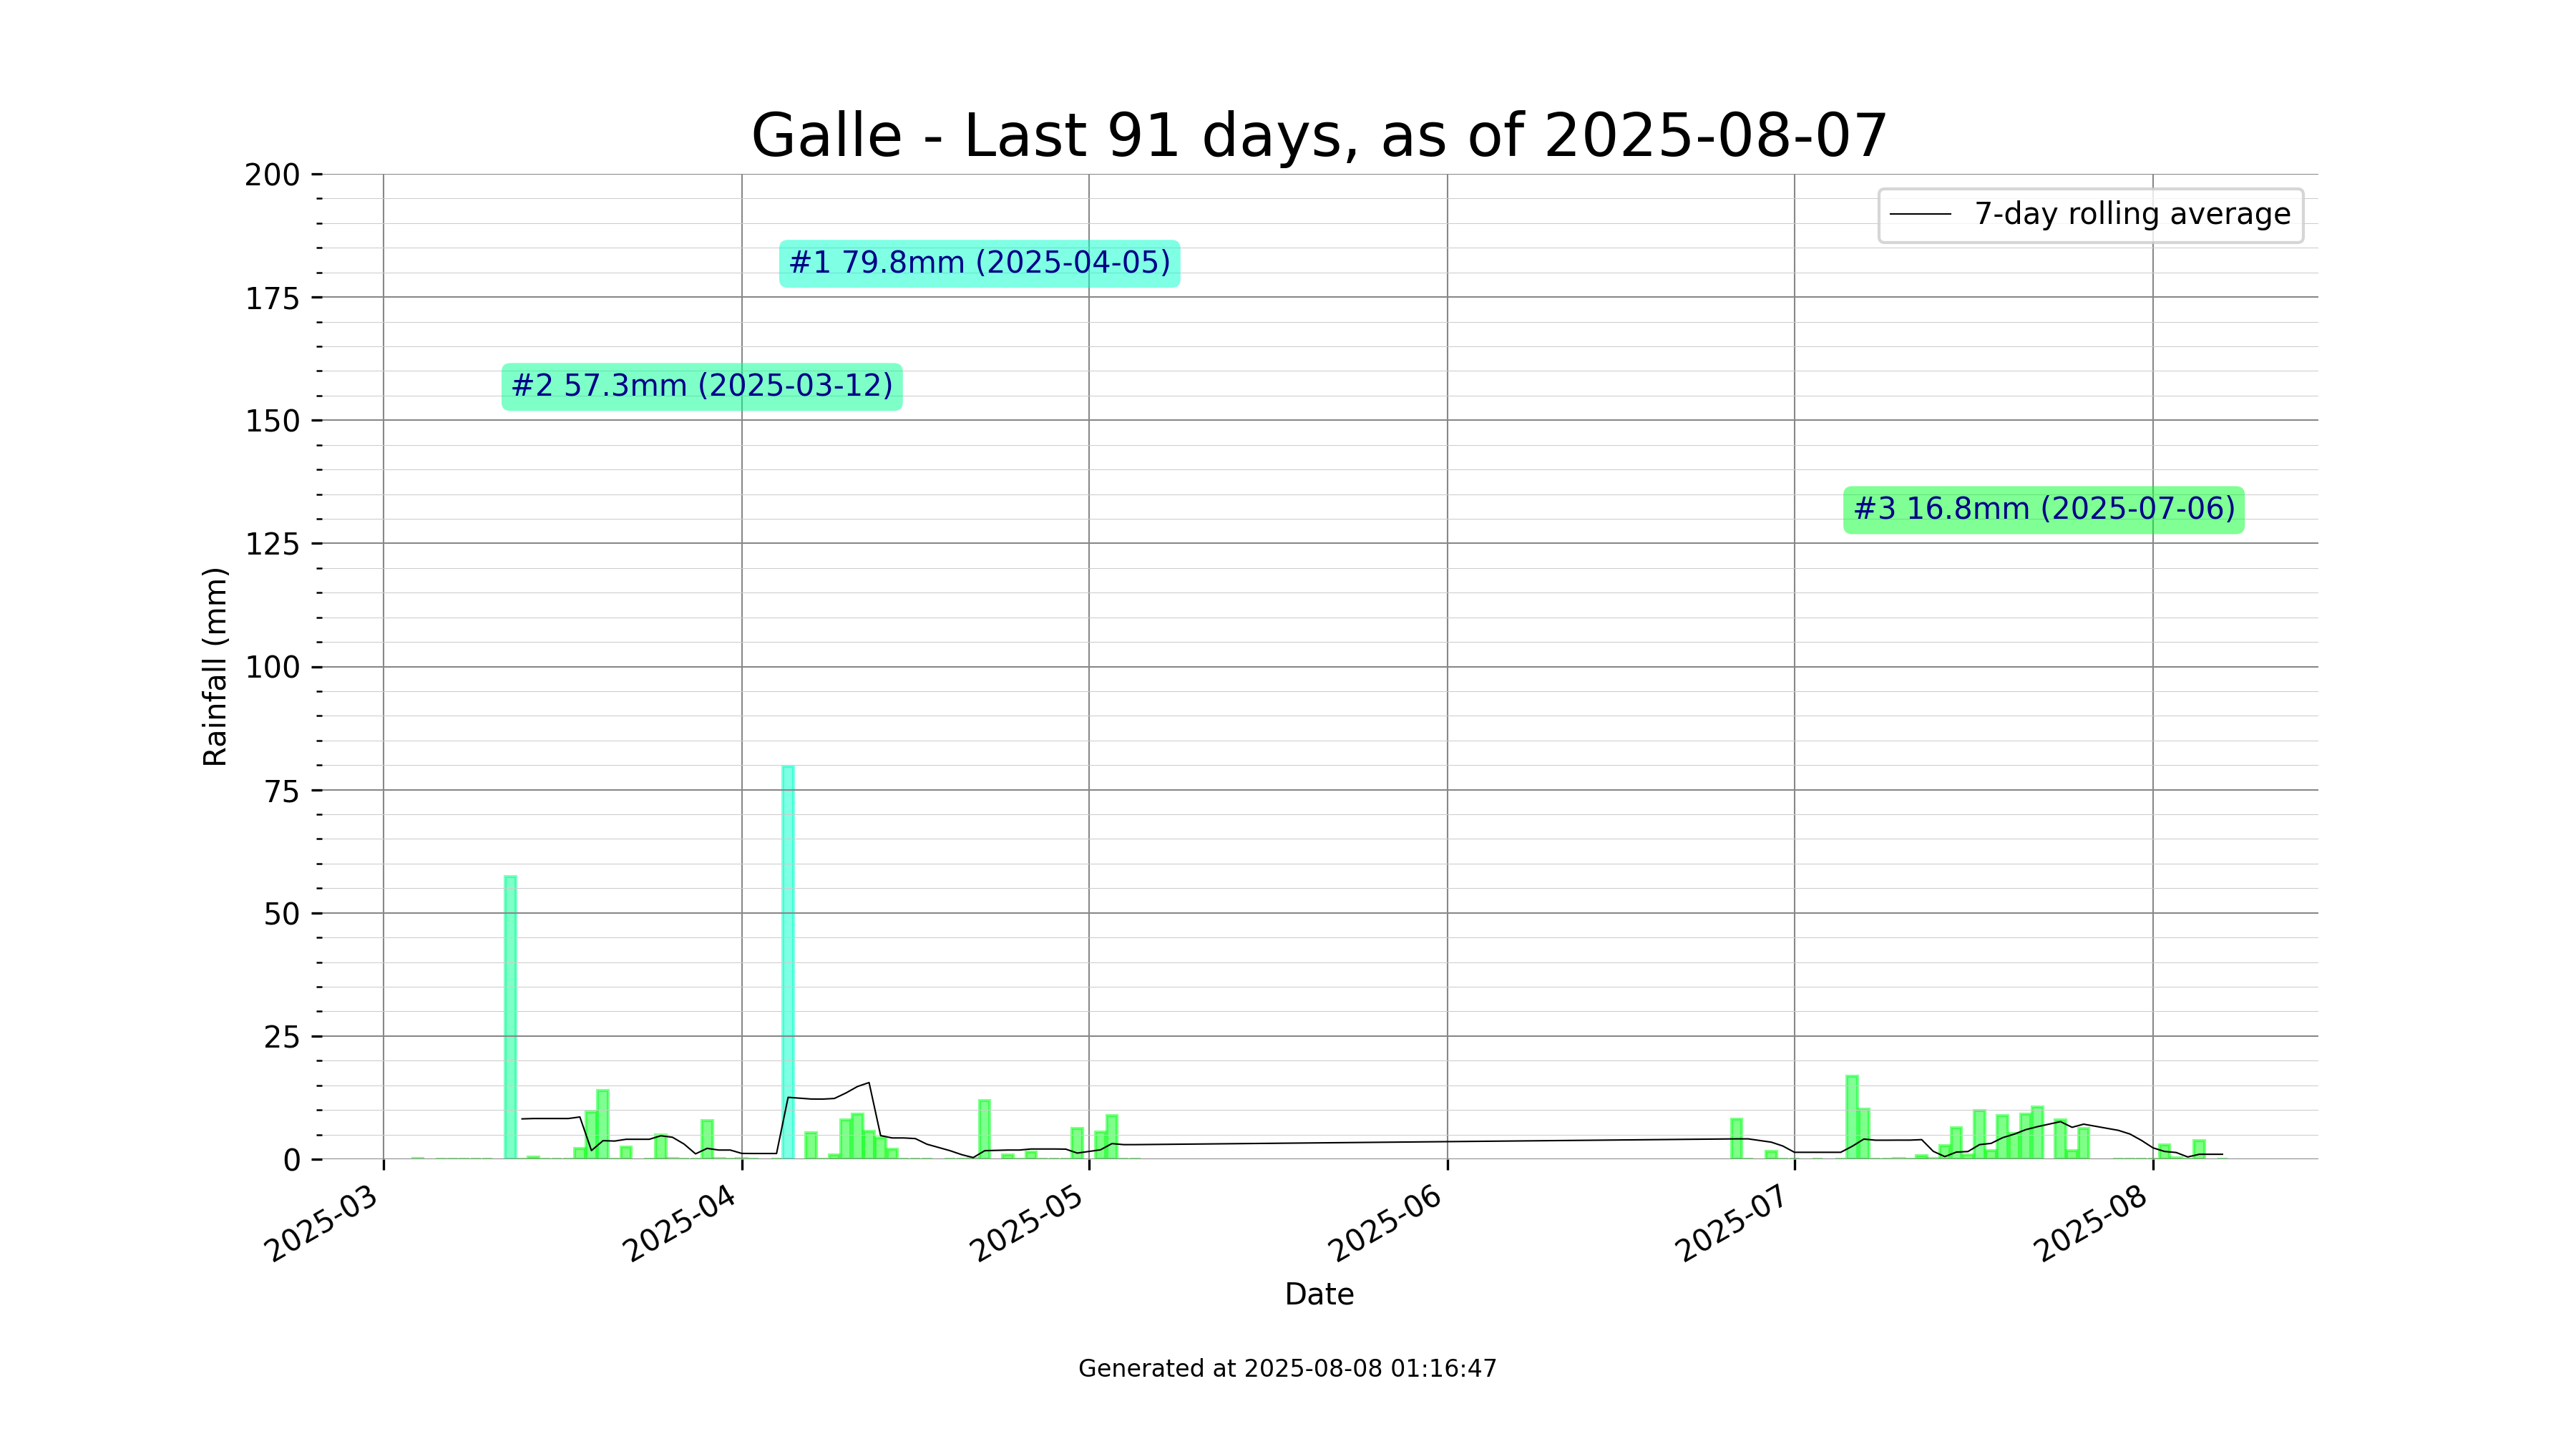 Galle - Last 91 days, as of 2025-08-07
7-day rolling average
#1 79.8mm (2025-04-05)
#2 57.3mm (2025-03-12)
#3 16.8mm (2025-07-06)
200
175
150
125
100
75
50
25
0
Rainfall (mm)
2025-03
2025-04
2025-05
2025-06
2025-07
2025-08
Date
Generated at 2025-08-08 01:16:47